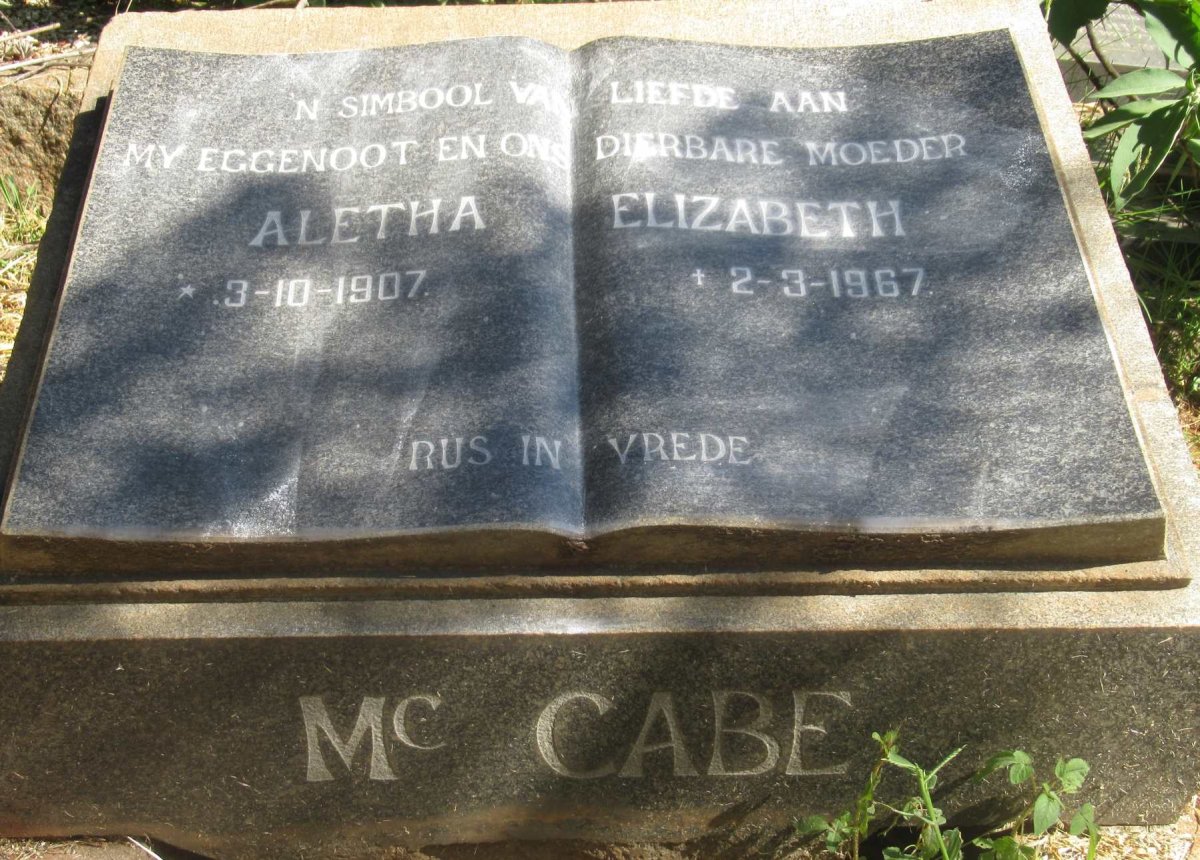 'N SIMBOOL VAN LIEFDE AAN
MY EGGENOOT EN ONS DIERBARE MOEDER
ALETHA ELIZABETH
* 3-10-1907. † 2-3-1967.
RUS IN VREDE
Mc CABE